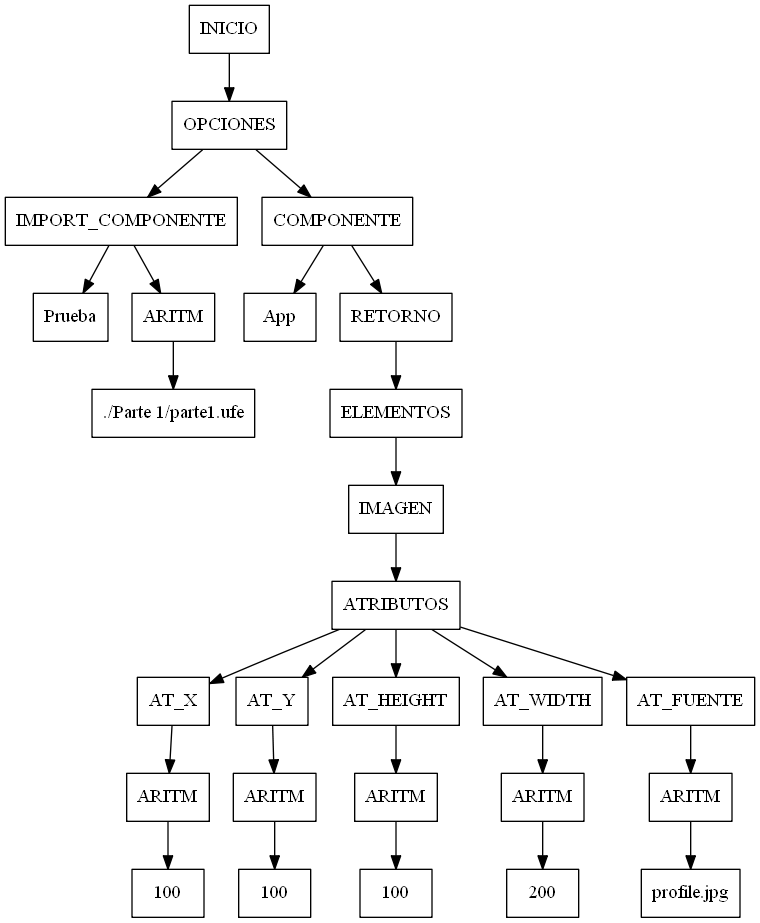 INICIO
OPCIONES
IMPORT_COMPONENTE
COMPONENTE
Prueba
ARITM
App
RETORNO
./Parte 1/parte1.ufe
ELEMENTOS
IMAGEN
ATRIBUTOS
AT_X
AT_Y
AT_HEIGHT
AT_WIDTH
AT_FUENTE
ARITM
ARITM
ARITM
ARITM
ARITM
100
100
100
200
profile.jpg